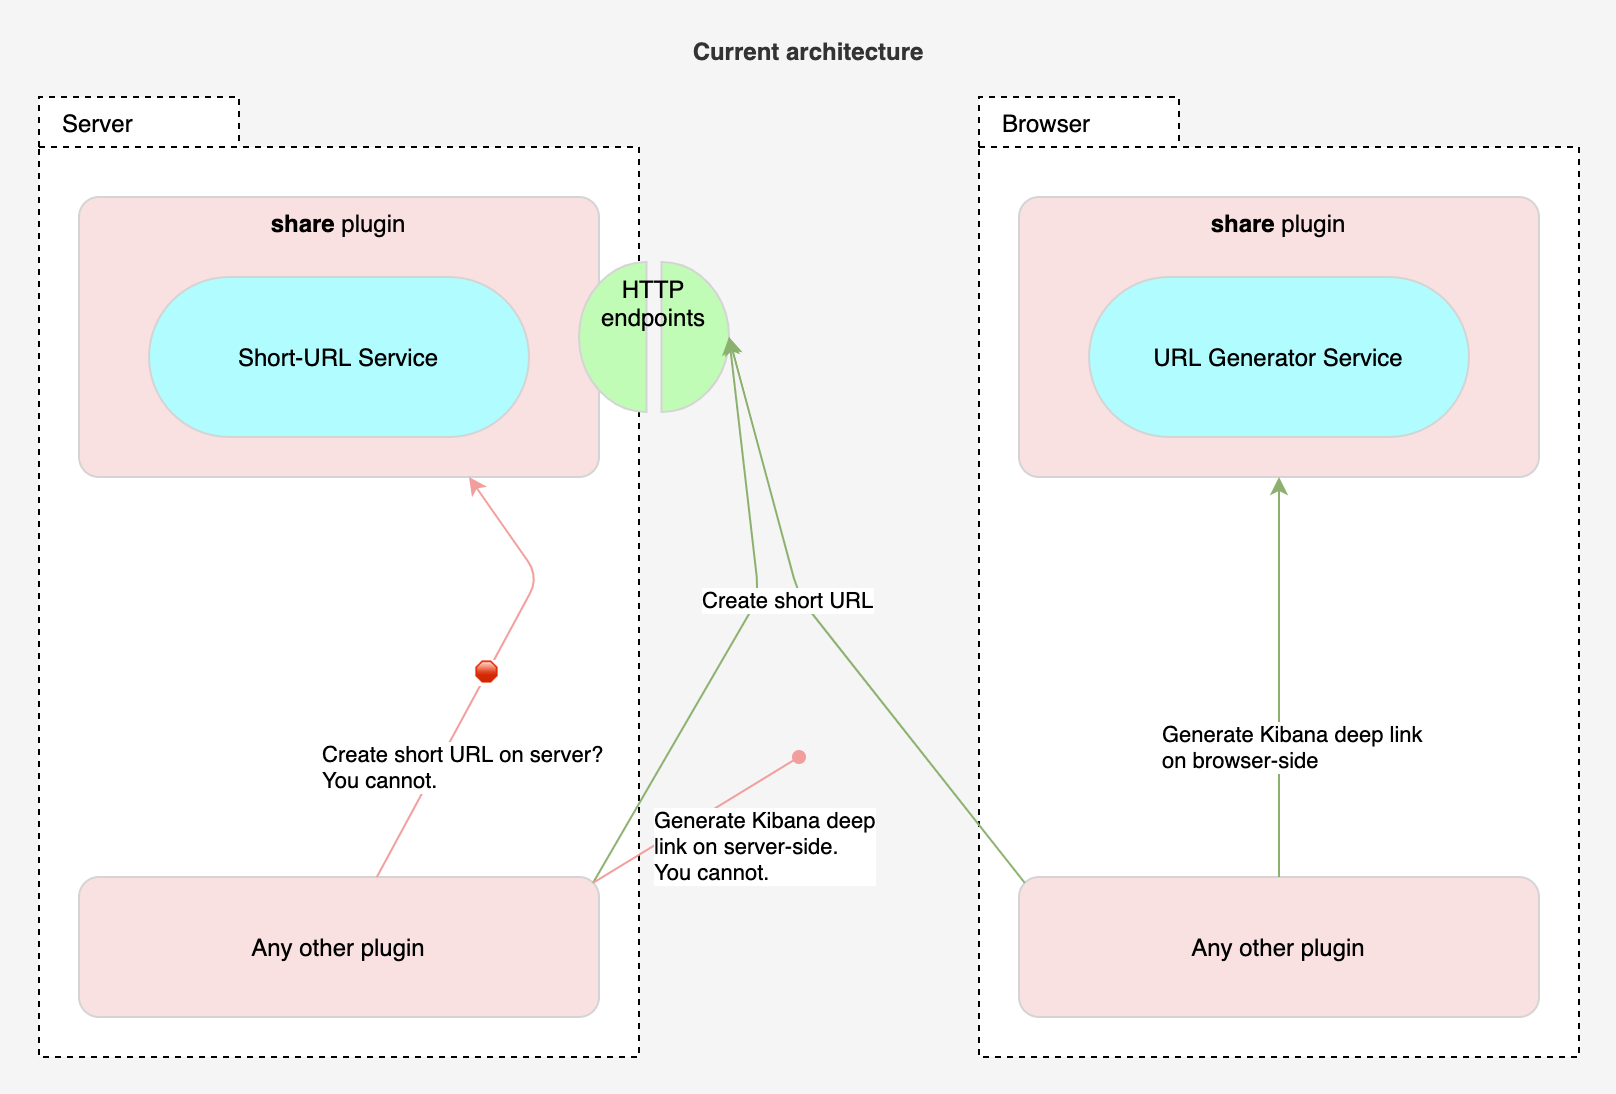 Current architecture
Server
Browser
share plugin
share plugin
HTTP
endpoints
Short-URL Service
URL Generator Service
Create short URL
Create short URL on server?
You cannot.
Generate Kibana deep link
on browser-side
Generate Kibana deep
link on server-side.
You cannot.
Any other plugin
Any other plugin